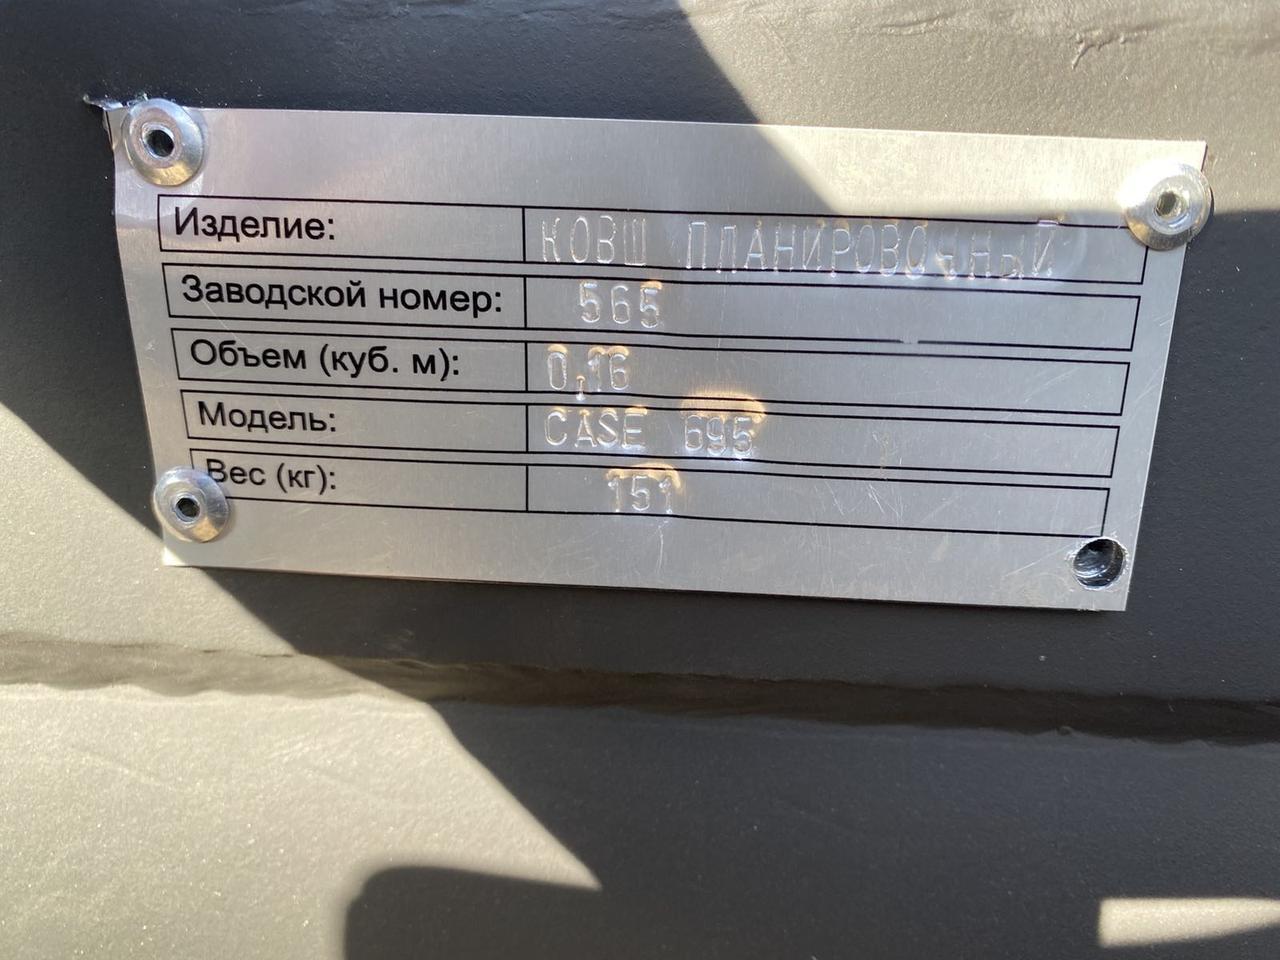 Изделие: КОВШ ПЛАНИРОВОЧНЫЙ
Заводской номер: 565
Объем (куб. м): 0,16
Модель: CASE 695
Вес (кг): 151